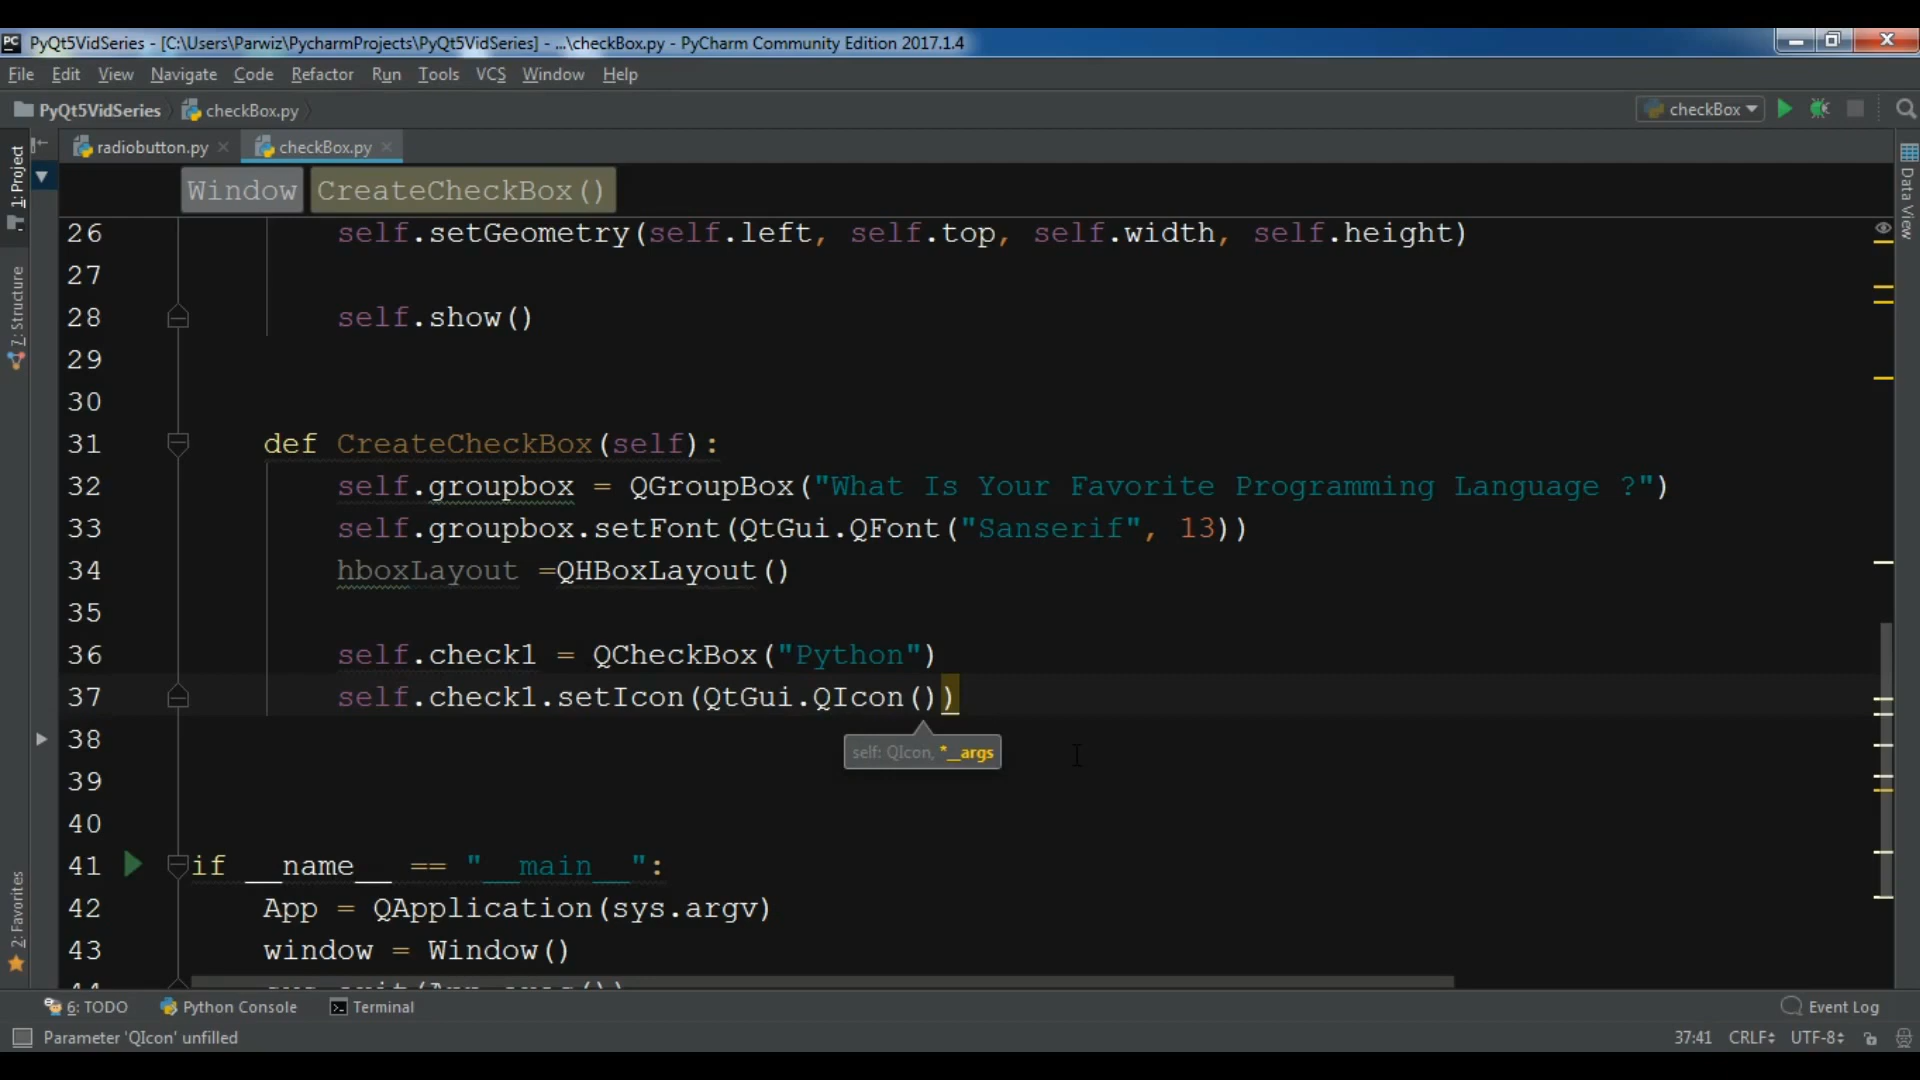 PC PyQt5VidSeries - [C:\Users\Parwiz\PycharmProjects\PyQt5VidSeries] - ...\checkBox.py - PyCharm Community Edition 2017.1.4
File Edit View Navigate Code Refactor Run Tools VCS Window Help
PyQt5VidSeries checkBox.py checkBox
radiobutton.py checkBox.py
1: Project
7: Structure
2: Favorites
Data View
Window CreateCheckBox()
26 self.setGeometry(self.left, self.top, self.width, self.height)
27
28 self.show()
29
30
31 def CreateCheckBox(self):
32 self.groupbox = QGroupBox("What Is Your Favorite Programming Language ?")
33 self.groupbox.setFont(QtGui.QFont("Sanserif", 13))
34 hboxLayout =QHBoxLayout()
35
36 self.check1 = QCheckBox("Python")
37 self.check1.setIcon(QtGui.QIcon())
self: QIcon, *__args
38
39
40
41 if __name__ == "__main__":
42 App = QApplication(sys.argv)
43 window = Window()
6: TODO Python Console Terminal Event Log
Parameter 'QIcon' unfilled 37:41 CRLF UTF-8